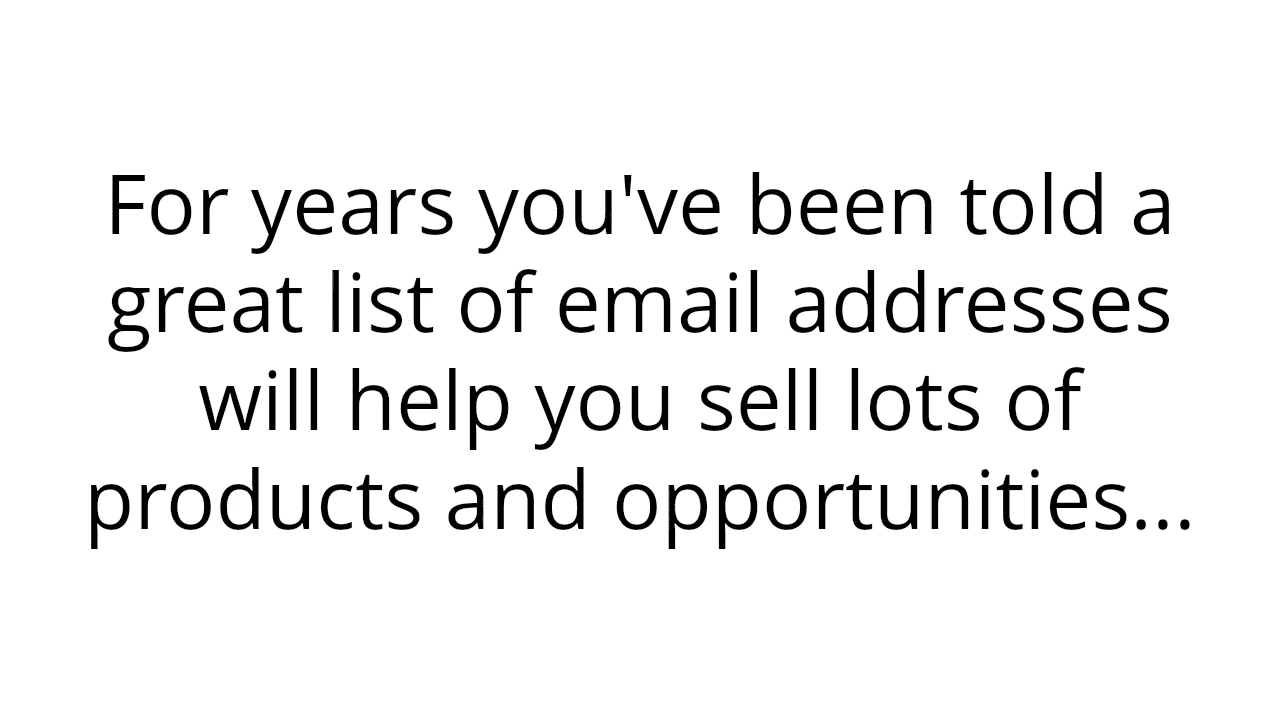 For years you've been told a
great list of email addresses
will help you sell lots of
products and opportunities...